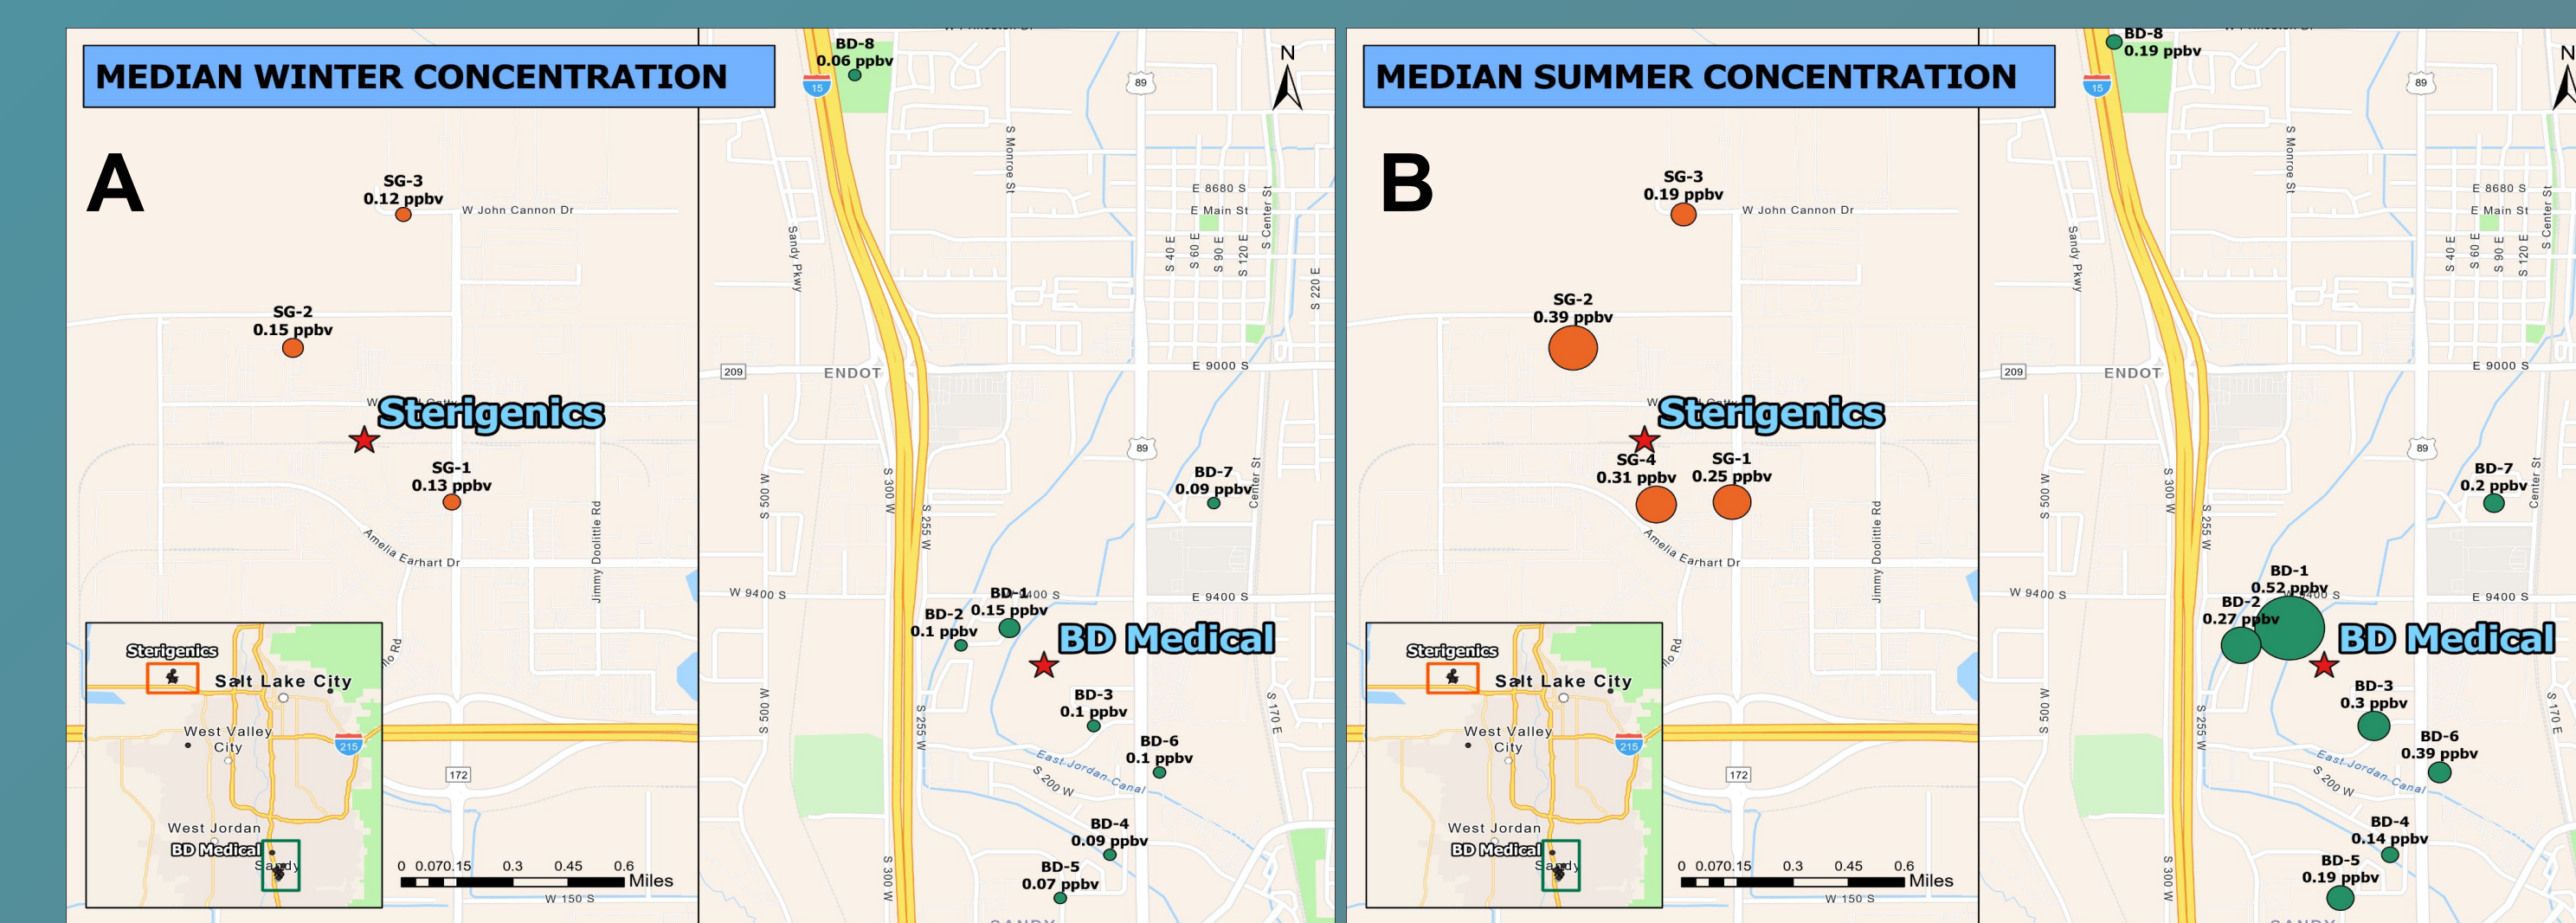 MEDIAN WINTER CONCENTRATION
A
SG-3
0.12 ppbv
W John Cannon Dr
SG-2
0.15 ppbv
Sterigenics
SG-1
0.13 ppbv
Amelia Earhart Dr
Jimmy Doolittle Rd
Sterigenics
Salt Lake City
West Valley
City
215
West Jordan
BD Medical
Sandy
172
0 0.070.15 0.3 0.45 0.6
Miles
W 150 S
BD-8
0.06 ppbv
15
89
N
S Monroe St
Sandy Pkwy
E 8680 S
E Main St
S Center St
S 40 E
S 60 E
S 90 E
S 120 E
S 220 E
209
ENDOT
E 9000 S
89
S 500 W
S 300 W
S 255 W
BD-7
0.09 ppbv
Center St
W 9400 S
BD-1
0.15 ppbv
E 9400 S
BD-2
0.1 ppbv
BD Medical
BD-3
0.1 ppbv
S 500 W
S 255 W
S 170 E
BD-6
0.1 ppbv
East Jordan Canal
S 200 W
BD-4
0.09 ppbv
BD-5
0.07 ppbv
S 300 W
SANDY
MEDIAN SUMMER CONCENTRATION
B
SG-3
0.19 ppbv
W John Cannon Dr
SG-2
0.39 ppbv
Sterigenics
SG-4
0.31 ppbv
SG-1
0.25 ppbv
Amelia Earhart Dr
Jimmy Doolittle Rd
Sterigenics
Salt Lake City
West Valley
City
215
West Jordan
BD Medical
Sandy
172
0 0.070.15 0.3 0.45 0.6
Miles
W 150 S
BD-8
0.19 ppbv
15
89
N
S Monroe St
Sandy Pkwy
E 8680 S
E Main St
S Center St
S 40 E
S 60 E
S 90 E
S 120 E
209
ENDOT
E 9000 S
89
S 500 W
S 300 W
S 255 W
BD-7
0.2 ppbv
Center St
W 9400 S
BD-1
0.52 ppbv
E 9400 S
BD-2
0.27 ppbv
BD Medical
BD-3
0.3 ppbv
S 500 W
S 255 W
S 170 E
BD-6
0.39 ppbv
East Jordan Canal
S 200 W
BD-4
0.14 ppbv
BD-5
0.19 ppbv
S 300 W
SANDY